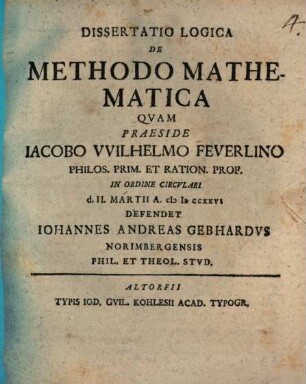 A.
DISSERTATIO LOGICA
DE
METHODO MATHE-
MATICA
QVAM
PRAESIDE
IACOBO VVILHELMO FEVERLINO
PHILOS. PRIM. ET RATION. PROP.
IN ORDINE CIRCVLARI
d. II. MARTII A. cIɔ Iɔ CCXXVI
DEFENDET
IOHANNES ANDREAS GEBHARDVS
NORIMBERGENSIS
PHIL. ET THEOL. STVD.
ALTORFII
TYPIS IOD. GVIL. KOHLESII ACAD. TYPOGR.